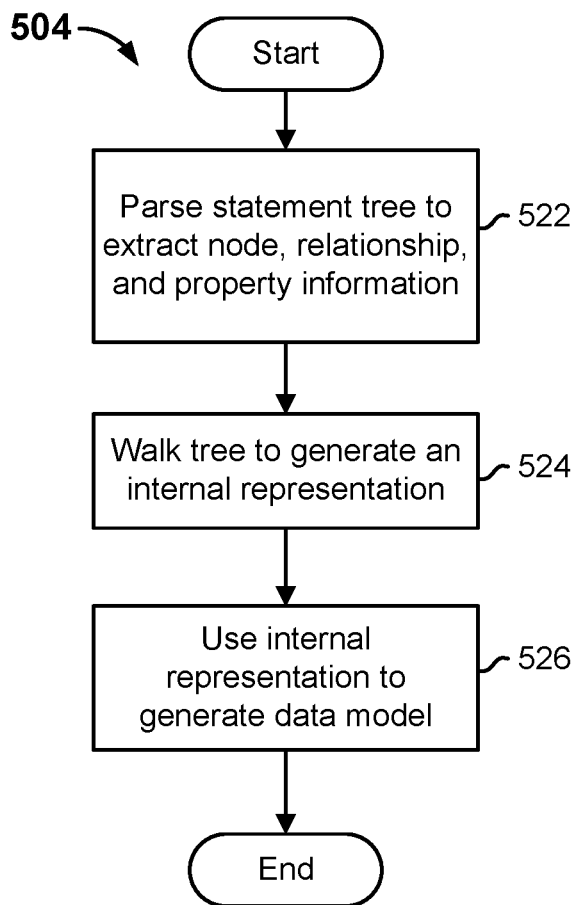 504
Start
Parse statement tree to
extract node, relationship,
and property information
522
Walk tree to generate an
internal representation
524
Use internal
representation to
generate data model
526
End